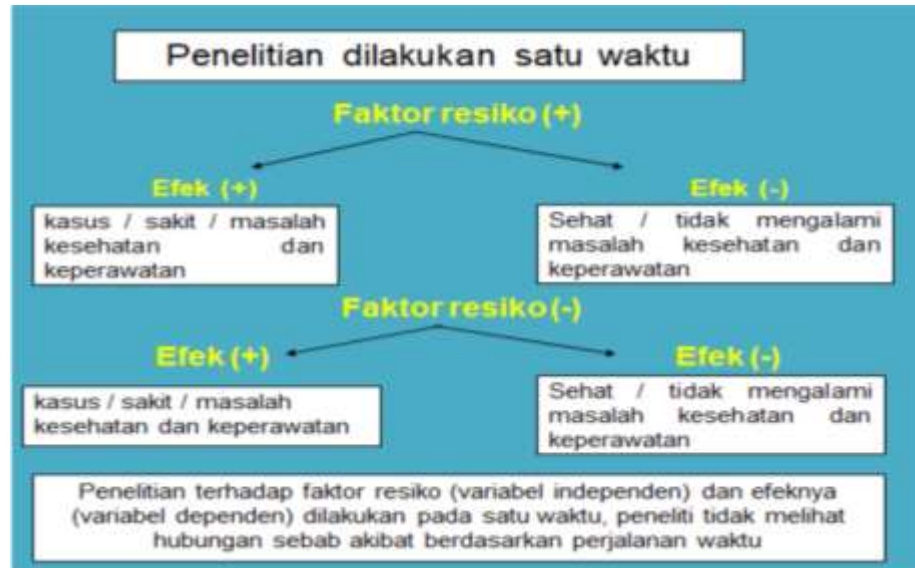 Penelitian dilakukan satu waktu
Faktor resiko (+)
Efek (+)
kasus / sakit / masalah
kesehatan dan
keperawatan
Efek (-)
Sehat / tidak mengalami
masalah kesehatan dan
keperawatan
Faktor resiko (-)
Efek (+)
kasus / sakit / masalah
kesehatan dan keperawatan
Efek (-)
Sehat / tidak mengalami
masalah kesehatan dan
keperawatan
Penelitian terhadap faktor resiko (variabel independen) dan efeknya
(variabel dependen) dilakukan pada satu waktu, peneliti tidak melihat
hubungan sebab akibat berdasarkan perjalanan waktu